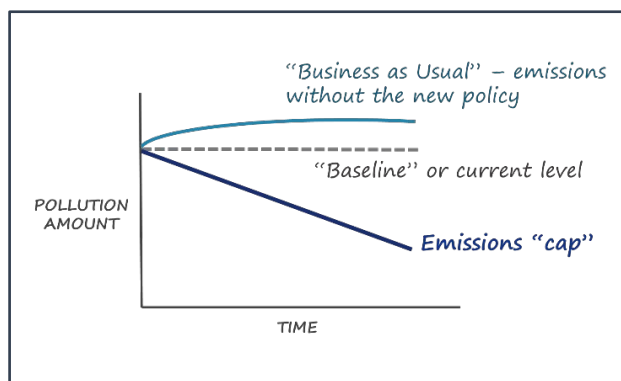 “Business as Usual” – emissions
without the new policy
“Baseline” or current level
POLLUTION
AMOUNT
Emissions “cap”
TIME